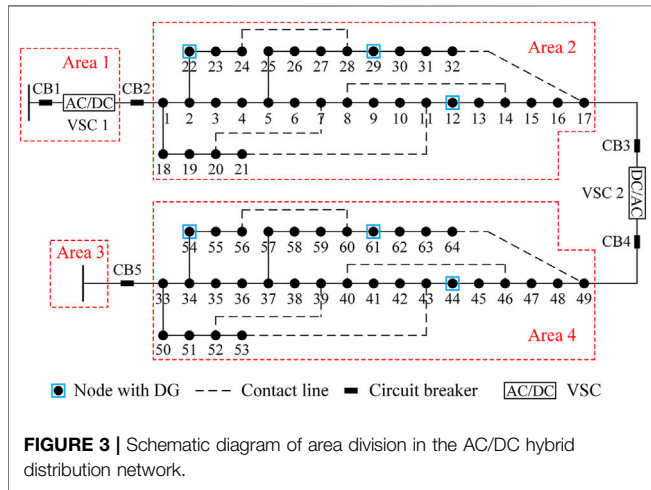 Area 1
Area 2
CB1
CB2
AC/DC
VSC 1
22 23 24 25 26 27 28 29 30 31 32
1 2 3 4 5 6 7 8 9 10 11 12 13 14 15 16 17
18 19 20 21
CB3
DC/AC
VSC 2
CB4
Area 3
CB5
54 55 56 57 58 59 60 61 62 63 64
33 34 35 36 37 38 39 40 41 42 43 44 45 46 47 48 49
50 51 52 53
Area 4
Node with DG Contact line Circuit breaker AC/DC VSC
FIGURE 3 | Schematic diagram of area division in the AC/DC hybrid
distribution network.